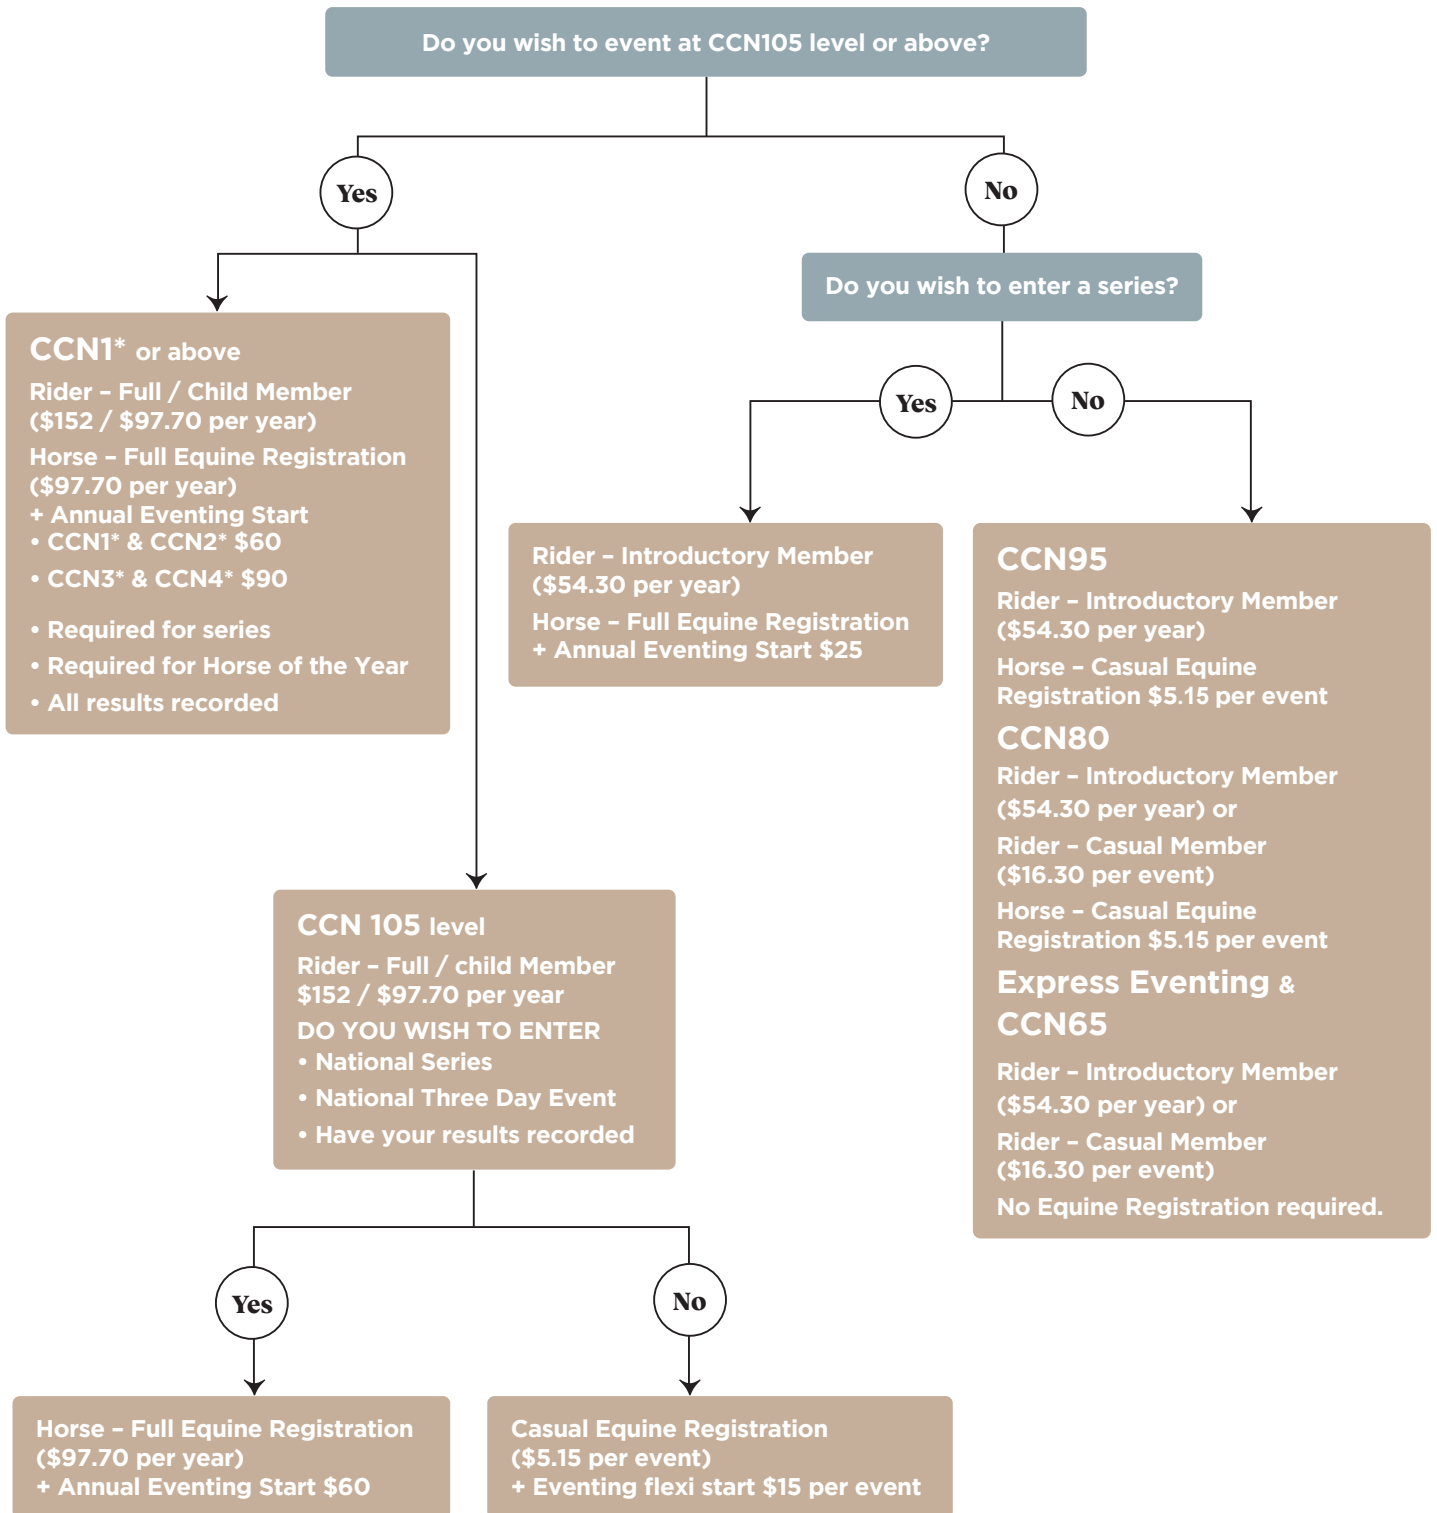 Do you wish to event at CCN105 level or above?
Yes
No
Do you wish to enter a series?
Yes
No
CCN1* or above
Rider – Full / Child Member
($152 / $97.70 per year)
Horse – Full Equine Registration
($97.70 per year)
+ Annual Eventing Start
• CCN1* & CCN2* $60
• CCN3* & CCN4* $90
• Required for series
• Required for Horse of the Year
• All results recorded
Rider – Introductory Member
($54.30 per year)
Horse – Full Equine Registration
+ Annual Eventing Start $25
CCN95
Rider – Introductory Member
($54.30 per year)
Horse – Casual Equine
Registration $5.15 per event
CCN80
Rider – Introductory Member
($54.30 per year) or
Rider – Casual Member
($16.30 per event)
Horse – Casual Equine
Registration $5.15 per event
Express Eventing &
CCN65
Rider – Introductory Member
($54.30 per year) or
Rider – Casual Member
($16.30 per event)
No Equine Registration required.
CCN 105 level
Rider – Full / child Member
$152 / $97.70 per year
DO YOU WISH TO ENTER
• National Series
• National Three Day Event
• Have your results recorded
Yes
No
Horse – Full Equine Registration
($97.70 per year)
+ Annual Eventing Start $60
Casual Equine Registration
($5.15 per event)
+ Eventing flexi start $15 per event